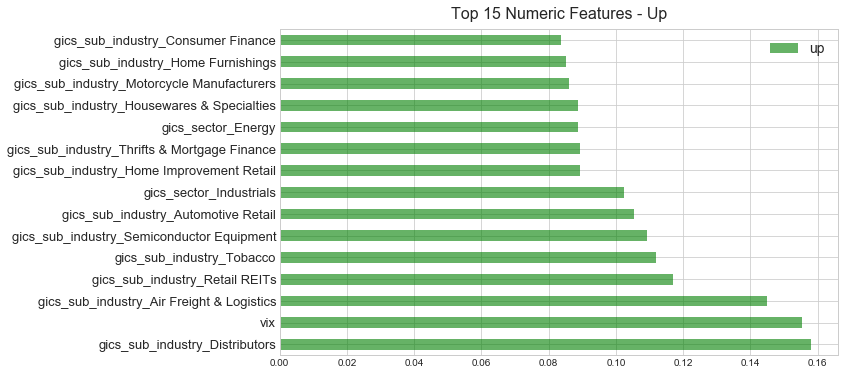 Top 15 Numeric Features - Up
up
gics_sub_industry_Consumer Finance
gics_sub_industry_Home Furnishings
gics_sub_industry_Motorcycle Manufacturers
gics_sub_industry_Housewares & Specialties
gics_sector_Energy
gics_sub_industry_Thrifts & Mortgage Finance
gics_sub_industry_Home Improvement Retail
gics_sector_Industrials
gics_sub_industry_Automotive Retail
gics_sub_industry_Semiconductor Equipment
gics_sub_industry_Tobacco
gics_sub_industry_Retail REITs
gics_sub_industry_Air Freight & Logistics
vix
gics_sub_industry_Distributors
0.00 0.02 0.04 0.06 0.08 0.10 0.12 0.14 0.16